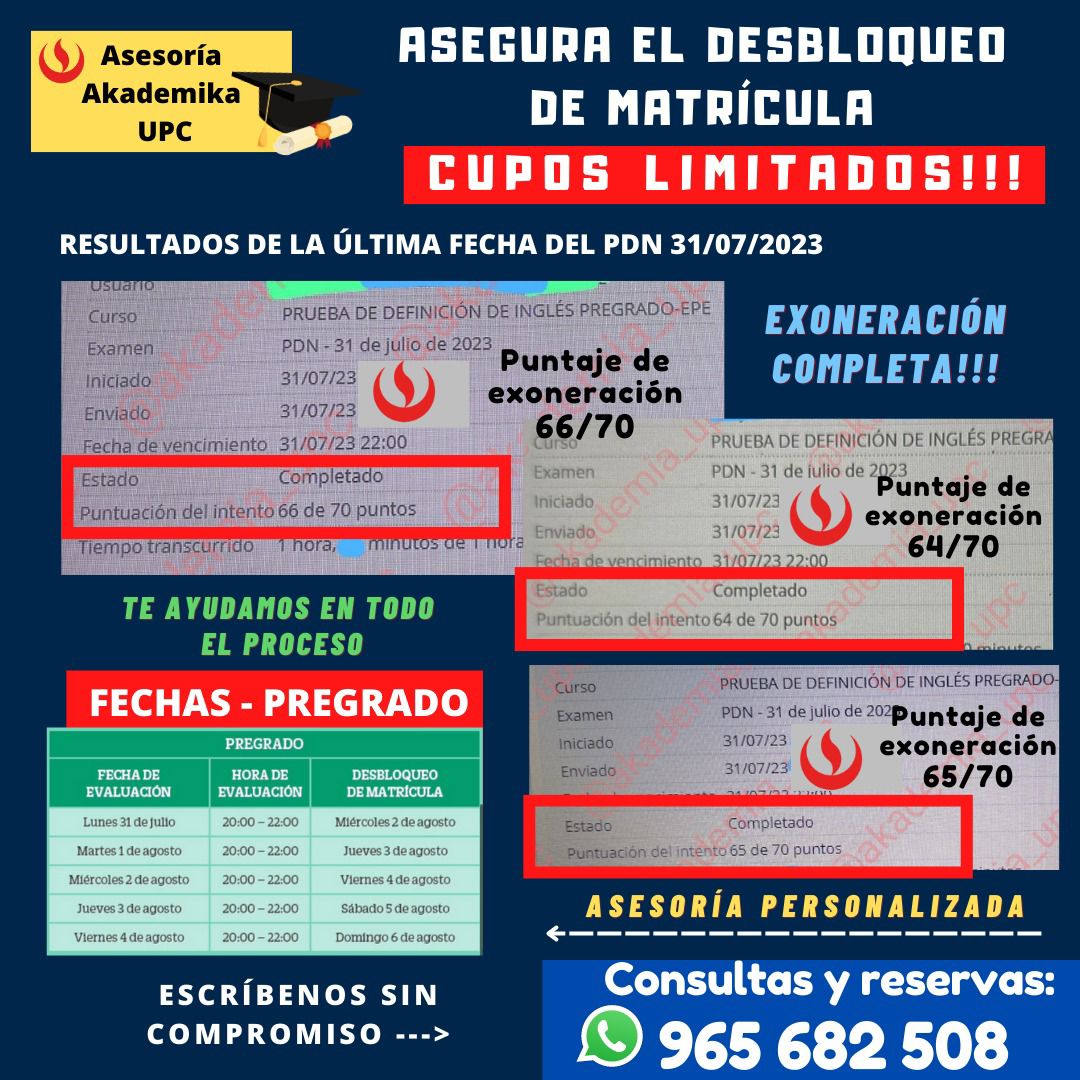 Asesoría
Akademika
UPC
ASEGURA EL DESBLOQUEO
DE MATRÍCULA
CUPOS LIMITADOS!!!
RESULTADOS DE LA ÚLTIMA FECHA DEL PDN 31/07/2023
Usuario
Curso PRUEBA DE DEFINICIÓN DE INGLÉS PREGRADO-EPE
Examen PDN - 31 de julio de 2023
Iniciado 31/07/23
Enviado 31/07/23
Fecha de vencimiento 31/07/23 22:00
Estado Completado
Puntuación del intento 66 de 70 puntos
Tiempo transcurrido 1 hora, minutos de 1 hora
Puntaje de
exoneración
66/70
EXONERACIÓN
COMPLETA!!!
Curso PRUEBA DE DEFINICIÓN DE INGLÉS PREGRA
Examen PDN - 31 de julio de 2023
Iniciado 31/07/23
Enviado 31/07/23
Fecha de vencimiento 31/07/23 22:00
Estado Completado
Puntuación del intento 64 de 70 puntos
0 minutos
Puntaje de
exoneración
64/70
TE AYUDAMOS EN TODO
EL PROCESO
FECHAS - PREGRADO
PREGRADO
FECHA DE EVALUACIÓN HORA DE EVALUACIÓN DESBLOQUEO DE MATRÍCULA
Lunes 31 de julio 20:00 – 22:00 Miércoles 2 de agosto
Martes 1 de agosto 20:00 – 22:00 Jueves 3 de agosto
Miércoles 2 de agosto 20:00 – 22:00 Viernes 4 de agosto
Jueves 3 de agosto 20:00 – 22:00 Sábado 5 de agosto
Viernes 4 de agosto 20:00 – 22:00 Domingo 6 de agosto
Curso PRUEBA DE DEFINICIÓN DE INGLÉS PREGRADO-
Examen PDN - 31 de julio de 202
Iniciado 31/07/23
Enviado 31/07/23
Estado Completado
Puntuación del intento 65 de 70 puntos
Puntaje de
exoneración
65/70
ASESORÍA PERSONALIZADA
ESCRÍBENOS SIN
COMPROMISO --->
Consultas y reservas:
965 682 508